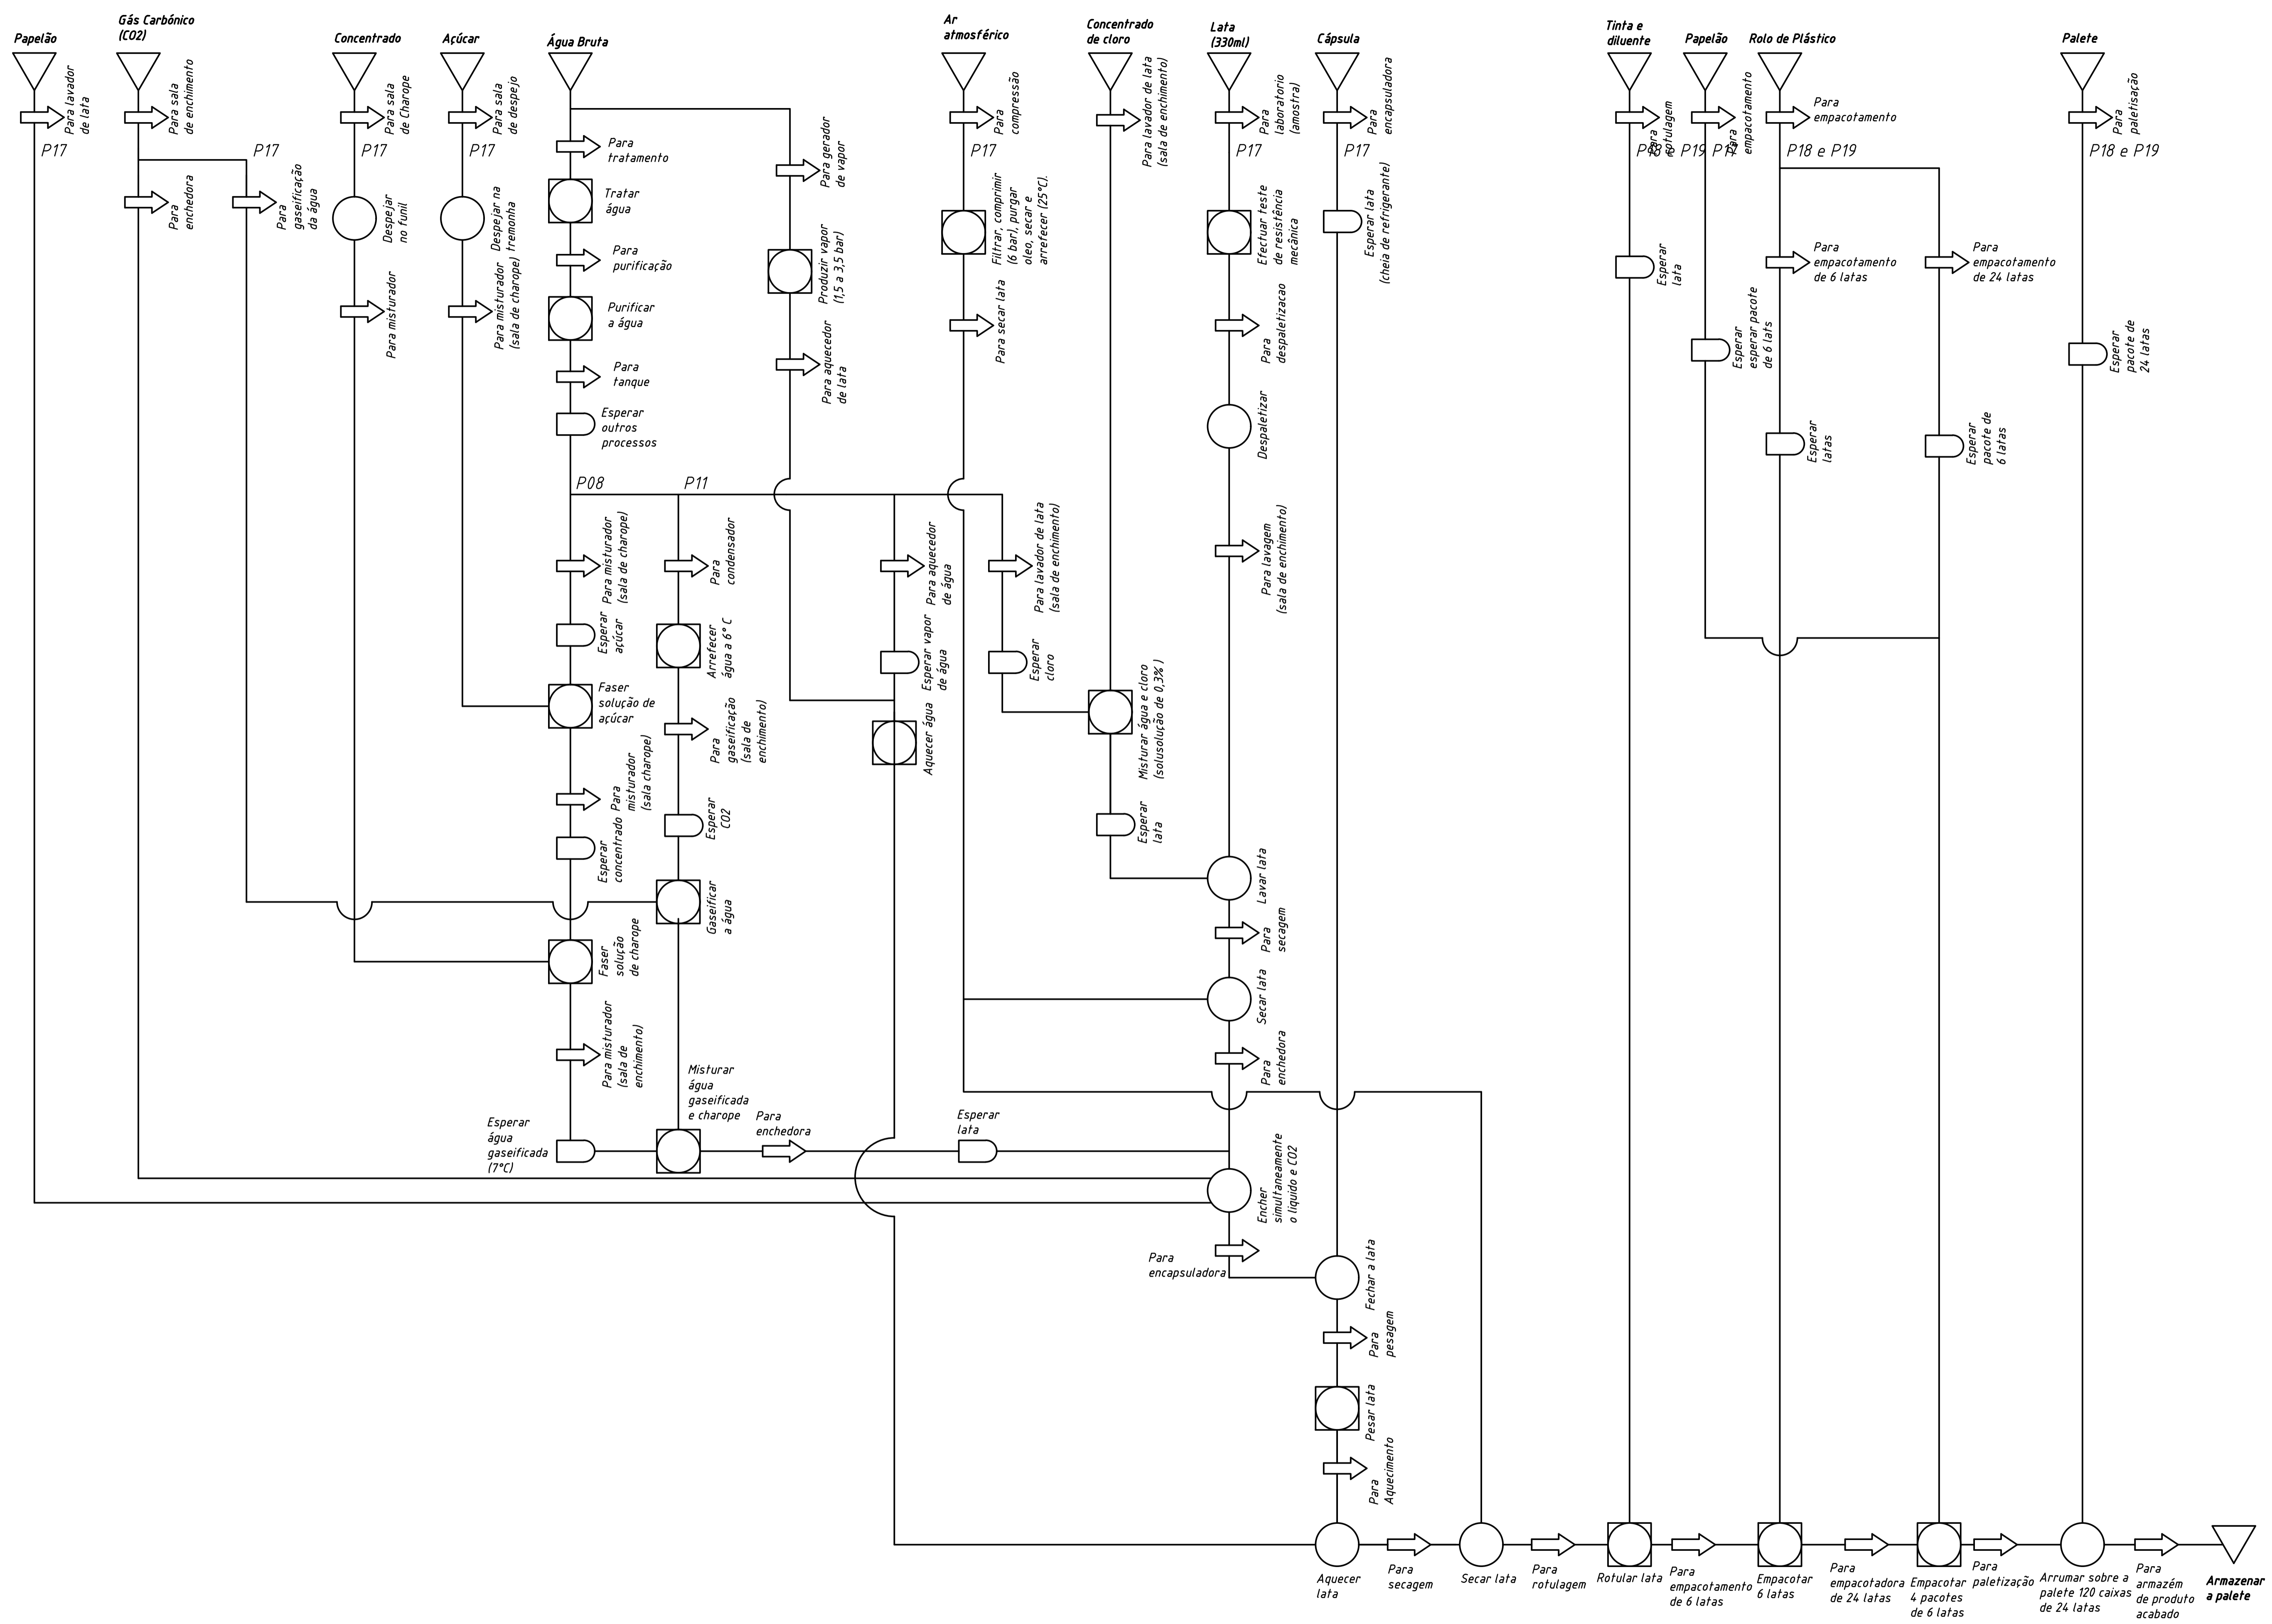 Papelão
Gás Carbónico
(CO2)
Concentrado
Açúcar
Água Bruta
Ar
atmosférico
Concentrado
de cloro
Lata
(330ml)
Cápsula
Tinta e
diluente
Papelão
Rolo de Plástico
Palete
Para lavador
de lata
P17
Para sala
de enchimento
Para
enchedora
P17
Para
gaseificação
da água
Para sala
de Charope
P17
Despejar
no funil
Para misturador
Para sala
de despejo
P17
Despejar na
tremonha
Para misturador
(sala de charope)
Para
tratamento
Tratar
água
Para
purificação
Purificar
a água
Para
tanque
Esperar
outros
processos
Para gerador
de vapor
Produzir vapor
(1,5 a 3,5 bar)
Para aquecedor
de lata
Para
compressão
P17
Filtrar, comprimir
(6 bar), purgar
oleo, secar e
arrefecer (25°C).
Para secar lata
Para lavador de lata
(sala de enchimento)
Para
laboratorio
(amostra)
P17
Efectuar teste
de resistência
mecânica
Para
despaletizacao
Despaletizar
Para lavagem
(sala de enchimento)
Para
encapsuladora
P17
Esperar lata
(cheia de refrigerante)
Para
rotulagem
P18 e P19
Esperar
lata
Para
empacotamento
P17
Esperar
esperar pacote
de 6 lats
Para
empacotamento
P18 e P19
Para
empacotamento
de 6 latas
Esperar
latas
Para
empacotamento
de 24 latas
Esperar
pacote de
6 latas
Para
paletisação
P18 e P19
Esperar
pacote de
24 latas
P08
Para misturador
(sala de charope)
Esperar
açúcar
Faser
solução de
açúcar
Para
misturador
(sala charope)
Esperar
concentrado
Faser
solução
de charope
Para misturador
(sala de
enchimento)
Esperar
água
gaseificada
(7°C)
P11
Para
condensador
Arrefecer
água a 6° C
Para
gaseificação
(sala de
enchimento)
Esperar
CO2
Gaseificar
a água
Misturar
água
gaseificada
e charope
Para
enchedora
Esperar
lata
Para aquecedor
de água
Esperar vapor
de água
Aquecer água
Para lavador de lata
(sala de enchimento)
Esperar
cloro
Misturar água e cloro
(solusolução de 0,3% )
Esperar
lata
Lavar lata
Para
secagem
Secar lata
Para
enchedora
Encher
simultaneamente
o liquido e CO2
Para
encapsuladora
Fechar a lata
Para
pesagem
Pesar lata
Para
Aquecimento
Aquecer
lata
Para
secagem
Secar lata
Para
rotulagem
Rotular lata
Para
empacotamento
de 6 latas
Empacotar
6 latas
Para
empacotadora
de 24 latas
Empacotar
4 pacotes
de 6 latas
Para
paletização
Arrumar sobre a
palete 120 caixas
de 24 latas
Para
armazém
de produto
acabado
Armazenar
a palete